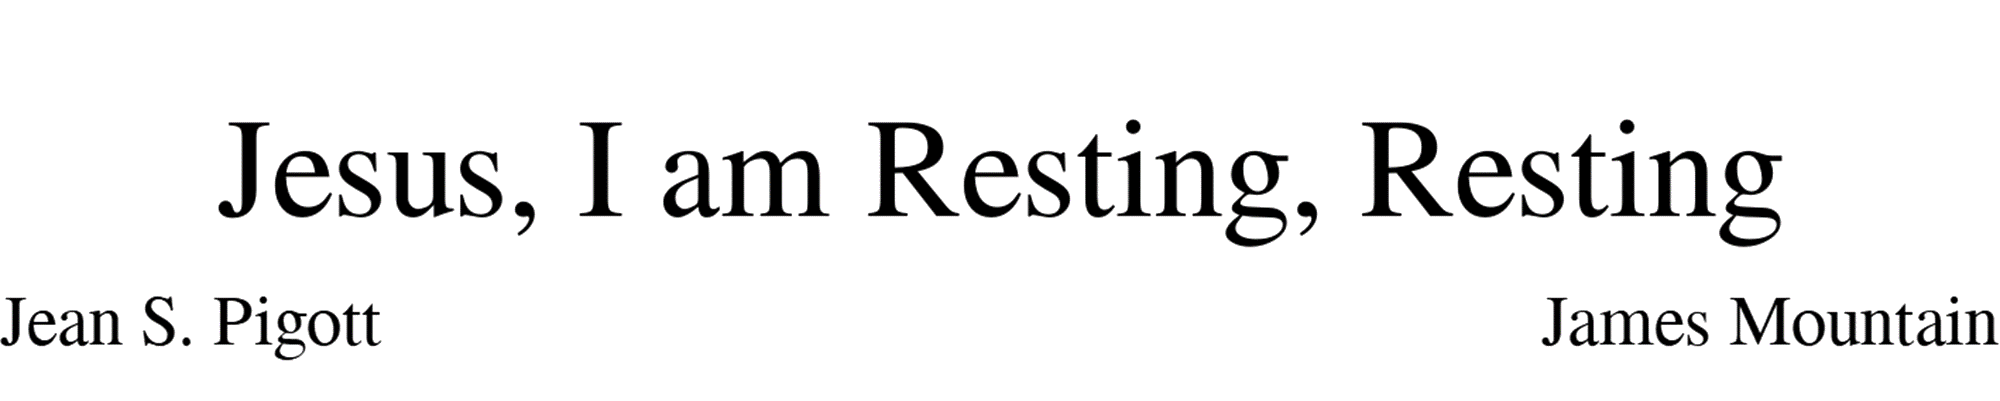 Jesus, I am Resting, Resting
Jean S. Pigott
James Mountain